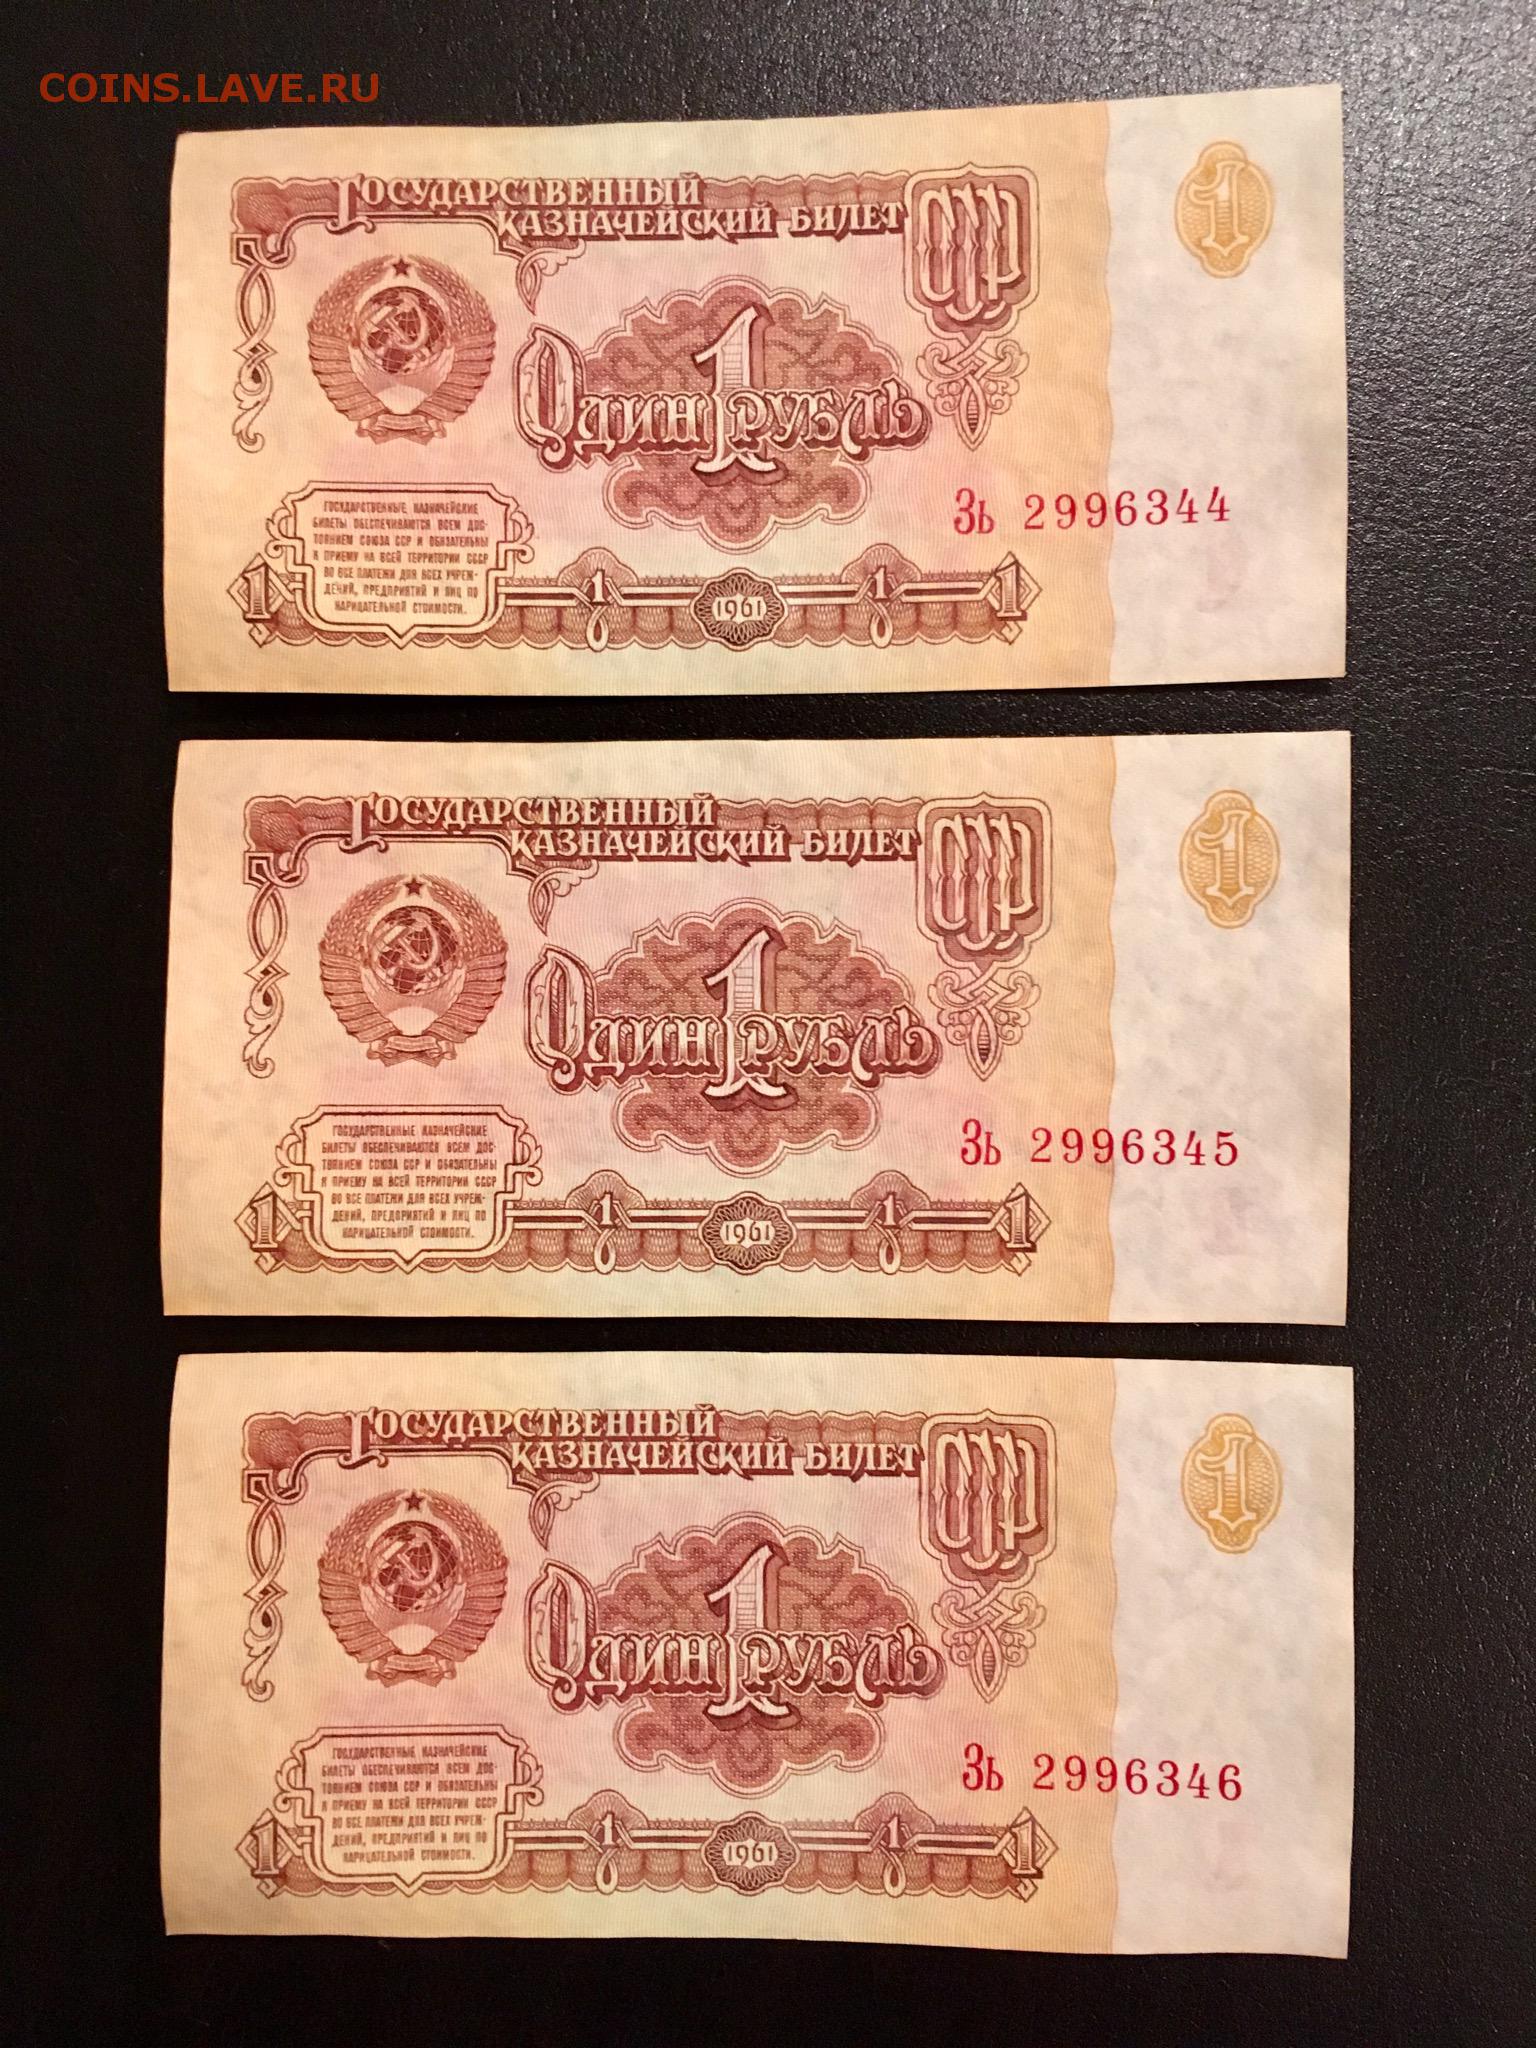 COINS.LAVE.RU
ГОСУДАРСТВЕННЫЙ
КАЗНАЧЕЙСКИЙ БИЛЕТ
СССР
1
1
ОДИН РУБЛЬ
Зь 2996344
ГОСУДАРСТВЕННЫЕ КАЗНАЧЕЙСКИЕ
БИЛЕТЫ ОБЕСПЕЧИВАЮТСЯ ВСЕМ ДОС-
ТОЯНИЕМ СОЮЗА ССР И ОБЯЗАТЕЛЬНЫ
К ПРИЕМУ НА ВСЕЙ ТЕРРИТОРИИ СССР
ВО ВСЕ ПЛАТЕЖИ ДЛЯ ВСЕХ УЧРЕЖ-
ДЕНИЙ, ПРЕДПРИЯТИЙ И ЛИЦ ПО
НАРИЦАТЕЛЬНОЙ СТОИМОСТИ.
1 1 1961 1 1
ГОСУДАРСТВЕННЫЙ
КАЗНАЧЕЙСКИЙ БИЛЕТ
СССР
1
1
ОДИН РУБЛЬ
Зь 2996345
ГОСУДАРСТВЕННЫЕ КАЗНАЧЕЙСКИЕ
БИЛЕТЫ ОБЕСПЕЧИВАЮТСЯ ВСЕМ ДОС-
ТОЯНИЕМ СОЮЗА ССР И ОБЯЗАТЕЛЬНЫ
К ПРИЕМУ НА ВСЕЙ ТЕРРИТОРИИ СССР
ВО ВСЕ ПЛАТЕЖИ ДЛЯ ВСЕХ УЧРЕЖ-
ДЕНИЙ, ПРЕДПРИЯТИЙ И ЛИЦ ПО
НАРИЦАТЕЛЬНОЙ СТОИМОСТИ.
1 1 1961 1 1
ГОСУДАРСТВЕННЫЙ
КАЗНАЧЕЙСКИЙ БИЛЕТ
СССР
1
1
ОДИН РУБЛЬ
Зь 2996346
ГОСУДАРСТВЕННЫЕ КАЗНАЧЕЙСКИЕ
БИЛЕТЫ ОБЕСПЕЧИВАЮТСЯ ВСЕМ ДОС-
ТОЯНИЕМ СОЮЗА ССР И ОБЯЗАТЕЛЬНЫ
К ПРИЕМУ НА ВСЕЙ ТЕРРИТОРИИ СССР
ВО ВСЕ ПЛАТЕЖИ ДЛЯ ВСЕХ УЧРЕЖ-
ДЕНИЙ, ПРЕДПРИЯТИЙ И ЛИЦ ПО
НАРИЦАТЕЛЬНОЙ СТОИМОСТИ.
1 1 1961 1 1